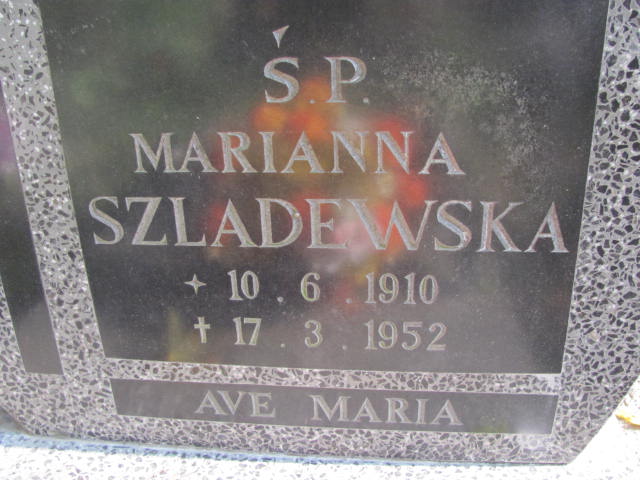 Ś.P.
MARIANNA
SZLADEWSKA
✦ 10.6.1910
✝ 17.3.1952
AVE MARIA